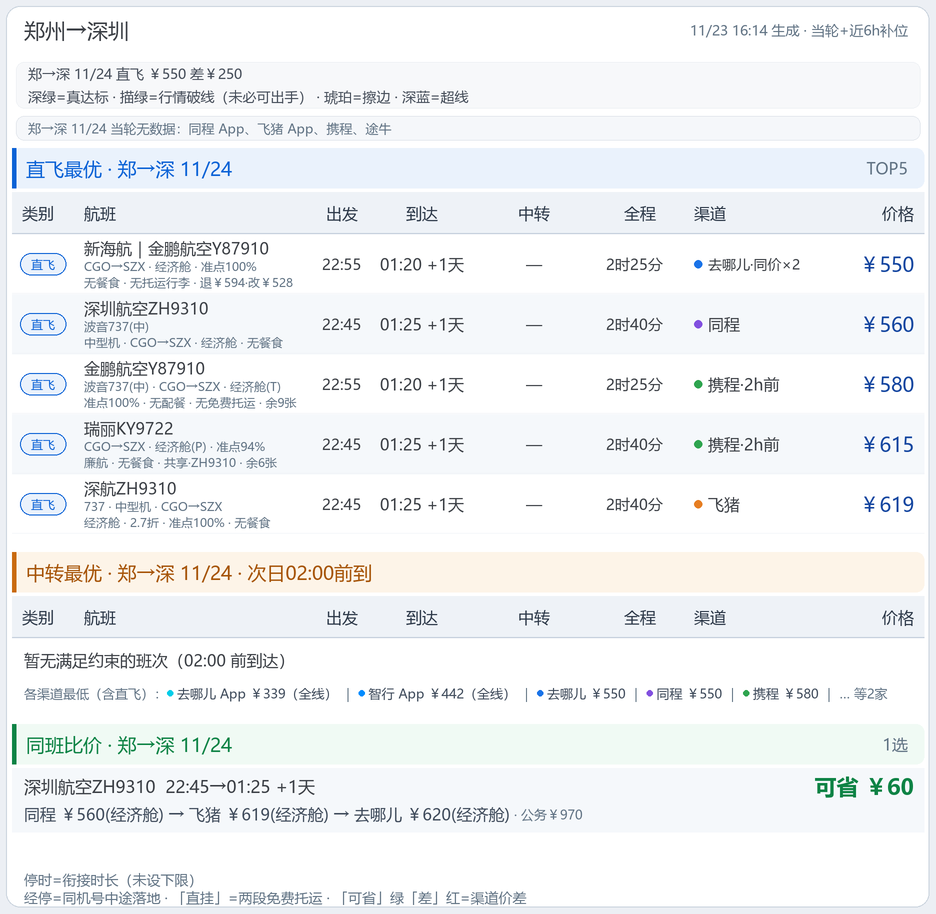 郑州→深圳
11/23 16:14 生成 · 当轮+近6h补位
郑→深 11/24 直飞 ￥550 差￥250
深绿=真达标 · 描绿=行情破线（未必可出手） · 琥珀=擦边 · 深蓝=超线
郑→深 11/24 当轮无数据：同程 App、飞猪 App、携程、途牛
直飞最优 · 郑→深 11/24 TOP5
类别 航班 出发 到达 中转 全程 渠道 价格
新海航｜金鹏航空Y87910
直飞 CGO→SZX · 经济舱 · 准点100% 22:55 01:20 +1天 — 2时25分 ● 去哪儿·同价×2 ￥550
无餐食 · 无托运行李 · 退￥594·改￥528
深圳航空ZH9310
直飞 波音737(中) 22:45 01:25 +1天 — 2时40分 ● 同程 ￥560
中型机 · CGO→SZX · 经济舱 · 无餐食
金鹏航空Y87910
直飞 波音737(中) · CGO→SZX · 经济舱(T) 22:55 01:20 +1天 — 2时25分 ● 携程·2h前 ￥580
准点100% · 无配餐 · 无免费托运 · 余9张
瑞丽KY9722
直飞 CGO→SZX · 经济舱(P) · 准点94% 22:45 01:25 +1天 — 2时40分 ● 携程·2h前 ￥615
廉航 · 无餐食 · 共享·ZH9310 · 余6张
深航ZH9310
直飞 737 · 中型机 · CGO→SZX 22:45 01:25 +1天 — 2时40分 ● 飞猪 ￥619
经济舱 · 2.7折 · 准点100% · 无餐食
中转最优 · 郑→深 11/24 · 次日02:00前到
类别 航班 出发 到达 中转 全程 渠道 价格
暂无满足约束的班次（02:00 前到达）
各渠道最低（含直飞）: ● 去哪儿 App ￥339（全线） | ● 智行 App ￥442（全线） | ● 去哪儿 ￥550 | ● 同程 ￥550 | ● 携程 ￥580 | ... 等2家
同班比价 · 郑→深 11/24 1选
深圳航空ZH9310 22:45→01:25 +1天 可省 ￥60
同程 ￥560(经济舱) → 飞猪 ￥619(经济舱) → 去哪儿 ￥620(经济舱) · 公务￥970
停时=衔接时长（未设下限）
经停=同机号中途落地 · 「直挂」=两段免费托运 · 「可省」绿「差」红=渠道价差